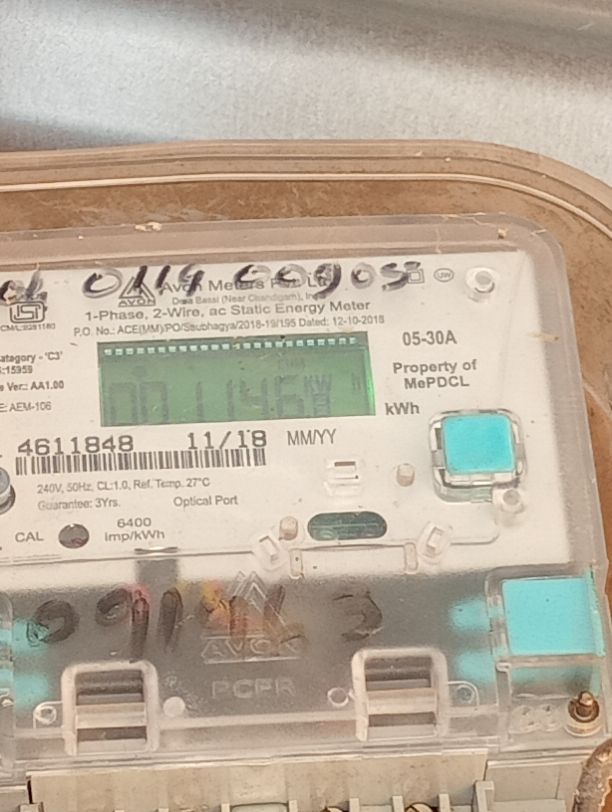 0114 00905
Avon Meters Pvt. Ltd.
AVON
Dera Bassi (Near Chandigarh), India
1-Phase, 2-Wire, ac Static Energy Meter
P.O. No.: ACE(MM)/PO/Saubhagya/2018-19/195 Dated: 12-10-2018
05-30A
ategory - 'C3'
:15959
e Ver.: AA1.00
E: AEM-106
001146 KW H
Property of
MePDCL
kWh
4611848 11/18 MM/YY
240V, 50Hz, CL:1.0, Ref. Temp. 27°C
Guarantee: 3Yrs. Optical Port
CAL 6400
imp/kWh
AVON
PCPR